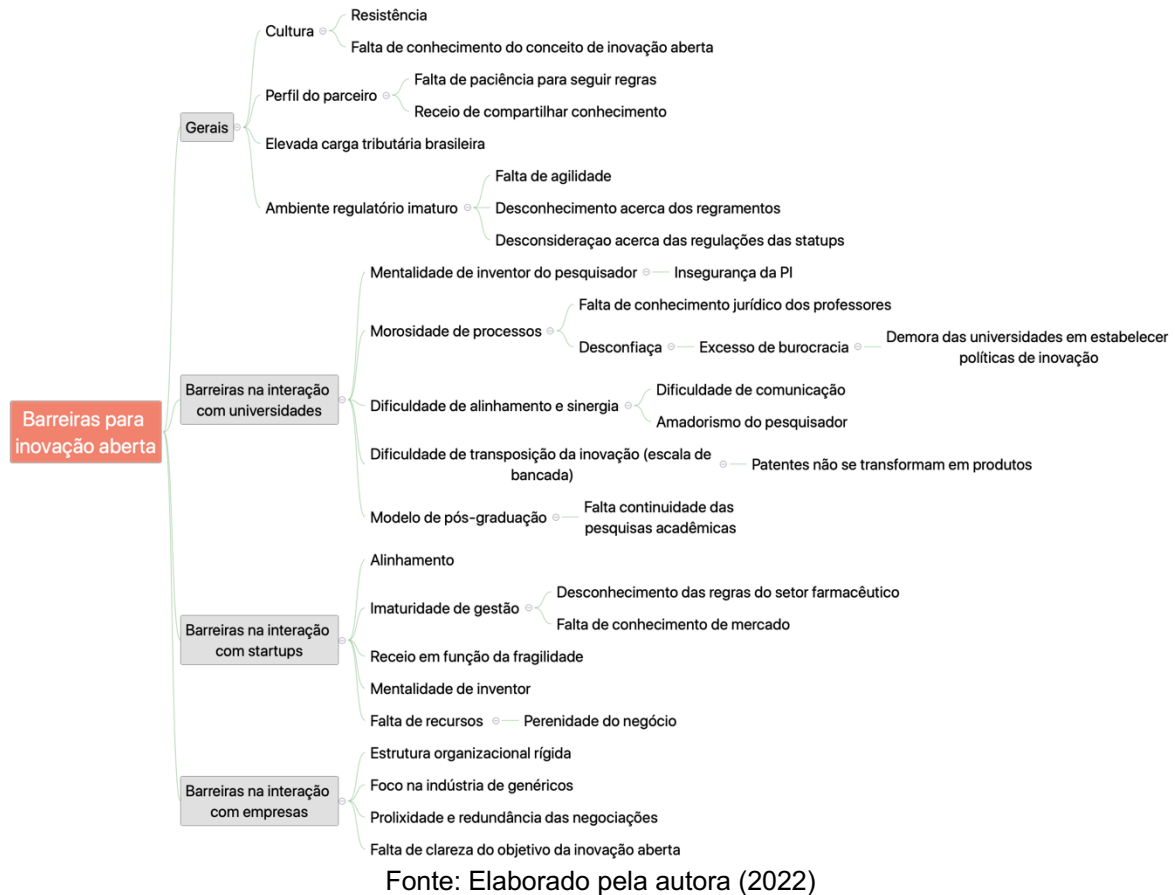 Barreiras para
inovação aberta
Gerais
Cultura
Resistência
Falta de conhecimento do conceito de inovação aberta
Perfil do parceiro
Falta de paciência para seguir regras
Receio de compartilhar conhecimento
Elevada carga tributária brasileira
Ambiente regulatório imaturo
Falta de agilidade
Desconhecimento acerca dos regramentos
Desconsideraçao acerca das regulações das statups
Barreiras na interação
com universidades
Mentalidade de inventor do pesquisador
Insegurança da PI
Morosidade de processos
Falta de conhecimento jurídico dos professores
Desconfiaça
Excesso de burocracia
Demora das universidades em estabelecer
políticas de inovação
Dificuldade de alinhamento e sinergia
Dificuldade de comunicação
Amadorismo do pesquisador
Dificuldade de transposição da inovação (escala de
bancada)
Patentes não se transformam em produtos
Modelo de pós-graduação
Falta continuidade das
pesquisas acadêmicas
Barreiras na interação
com startups
Alinhamento
Imaturidade de gestão
Desconhecimento das regras do setor farmacêutico
Falta de conhecimento de mercado
Receio em função da fragilidade
Mentalidade de inventor
Falta de recursos
Perenidade do negócio
Barreiras na interação
com empresas
Estrutura organizacional rígida
Foco na indústria de genéricos
Prolixidade e redundância das negociações
Falta de clareza do objetivo da inovação aberta
Fonte: Elaborado pela autora (2022)